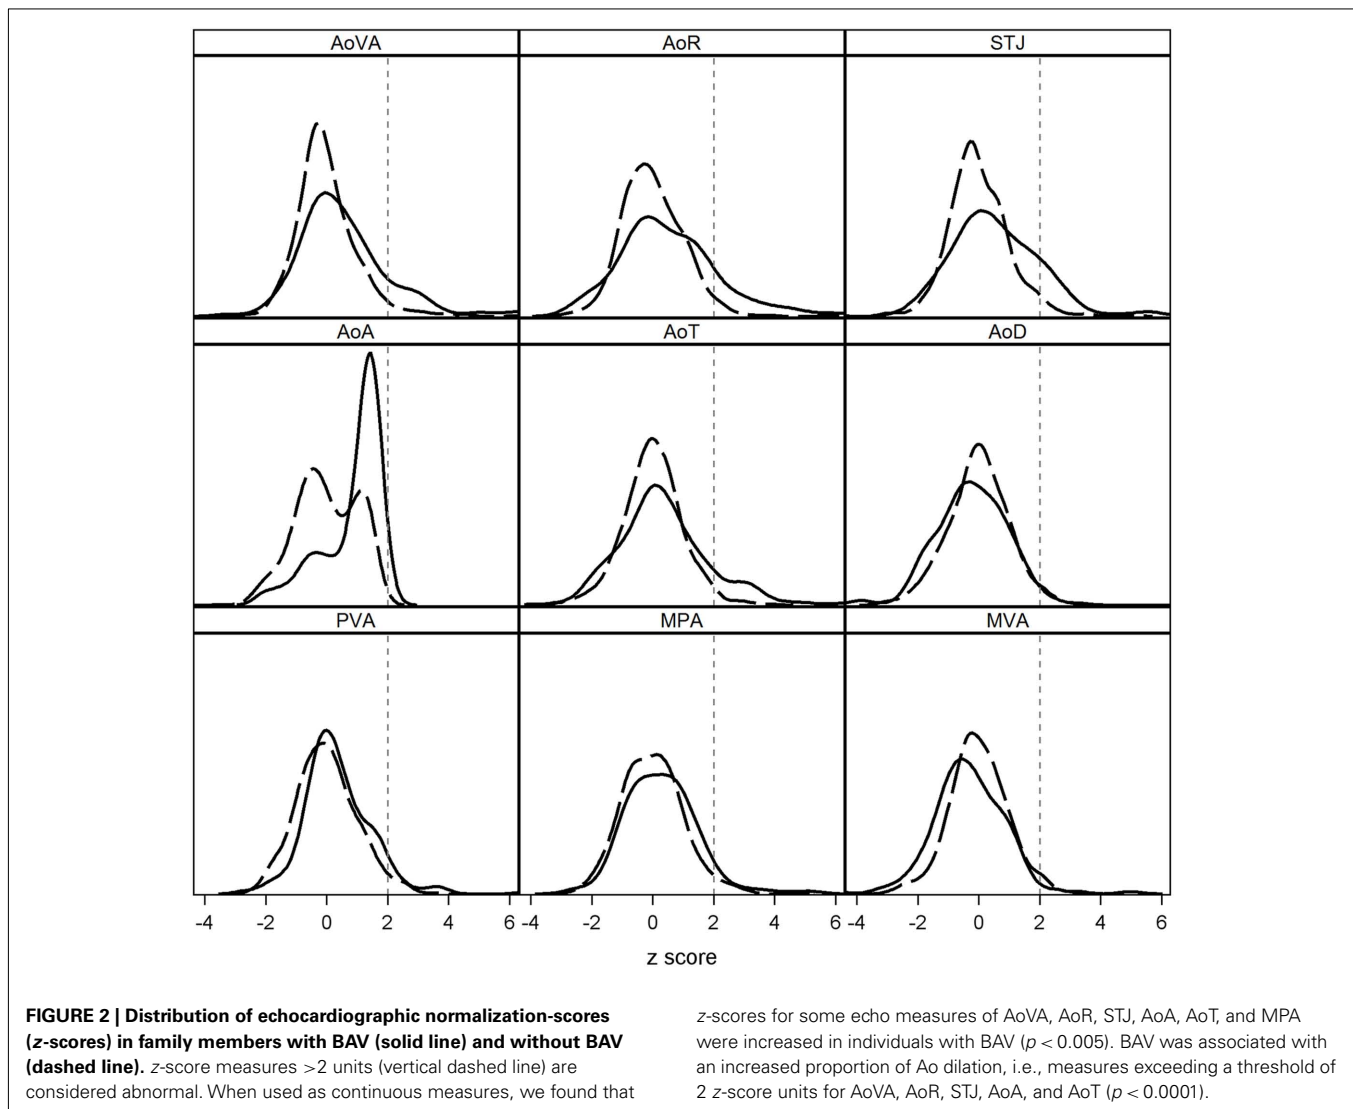 AoVA AoR STJ
AoA AoT AoD
PVA MPA MVA
-4 -2 0 2 4 6 -4 -2 0 2 4 6 -4 -2 0 2 4 6
z score
FIGURE 2 | Distribution of echocardiographic normalization-scores
(z-scores) in family members with BAV (solid line) and without BAV
(dashed line). z-score measures >2 units (vertical dashed line) are
considered abnormal. When used as continuous measures, we found that
z-scores for some echo measures of AoVA, AoR, STJ, AoA, AoT, and MPA
were increased in individuals with BAV (p < 0.005). BAV was associated with
an increased proportion of Ao dilation, i.e., measures exceeding a threshold of
2 z-score units for AoVA, AoR, STJ, AoA, and AoT (p < 0.0001).